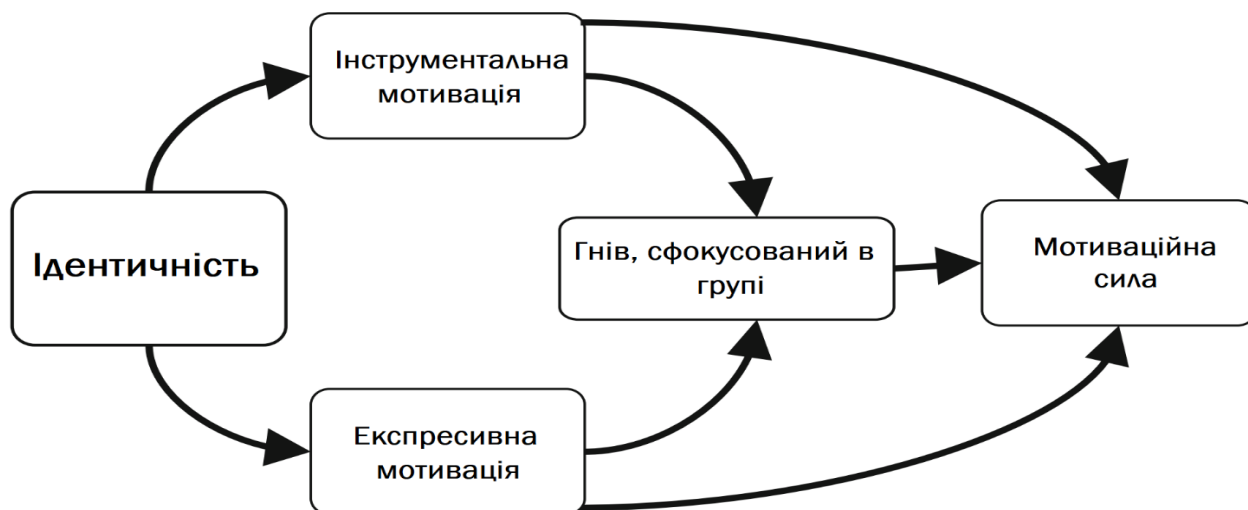 Інструментальна
мотивація
Ідентичність
Гнів, сфокусований в
групі
Мотиваційна
сила
Експресивна
мотивація